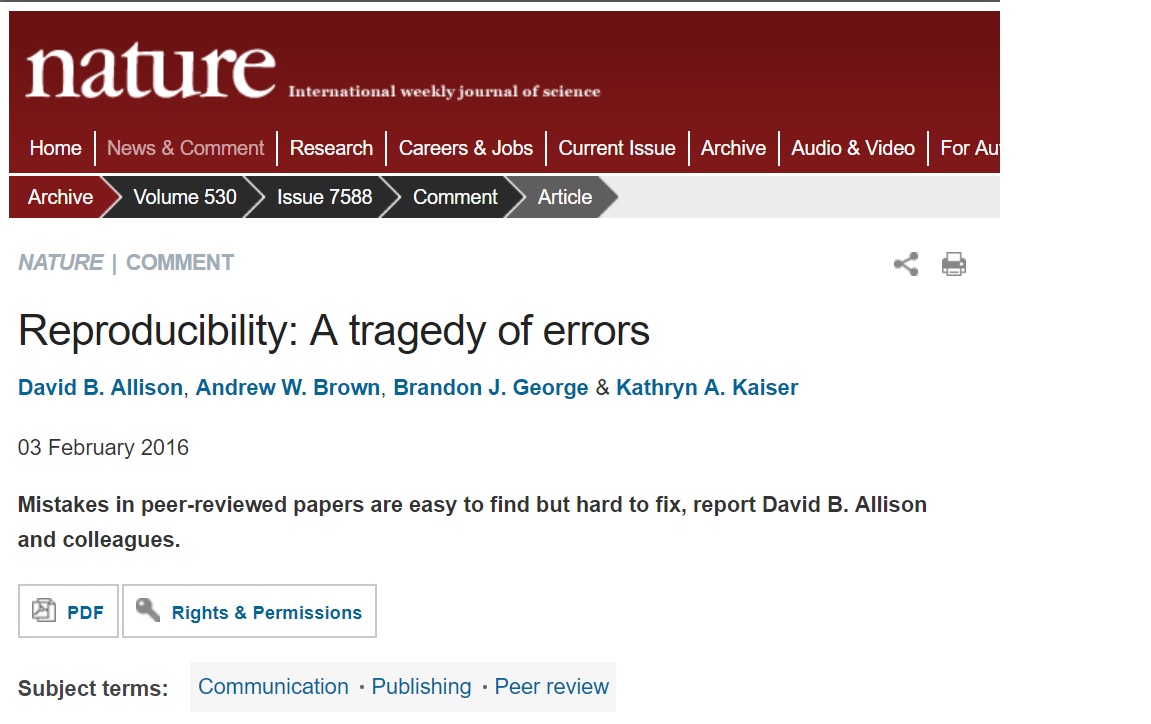 nature International weekly journal of science
Home News & Comment Research Careers & Jobs Current Issue Archive Audio & Video For Au
Archive Volume 530 Issue 7588 Comment Article
NATURE | COMMENT
Reproducibility: A tragedy of errors
David B. Allison, Andrew W. Brown, Brandon J. George & Kathryn A. Kaiser
03 February 2016
Mistakes in peer-reviewed papers are easy to find but hard to fix, report David B. Allison
and colleagues.
PDF Rights & Permissions
Subject terms: Communication · Publishing · Peer review